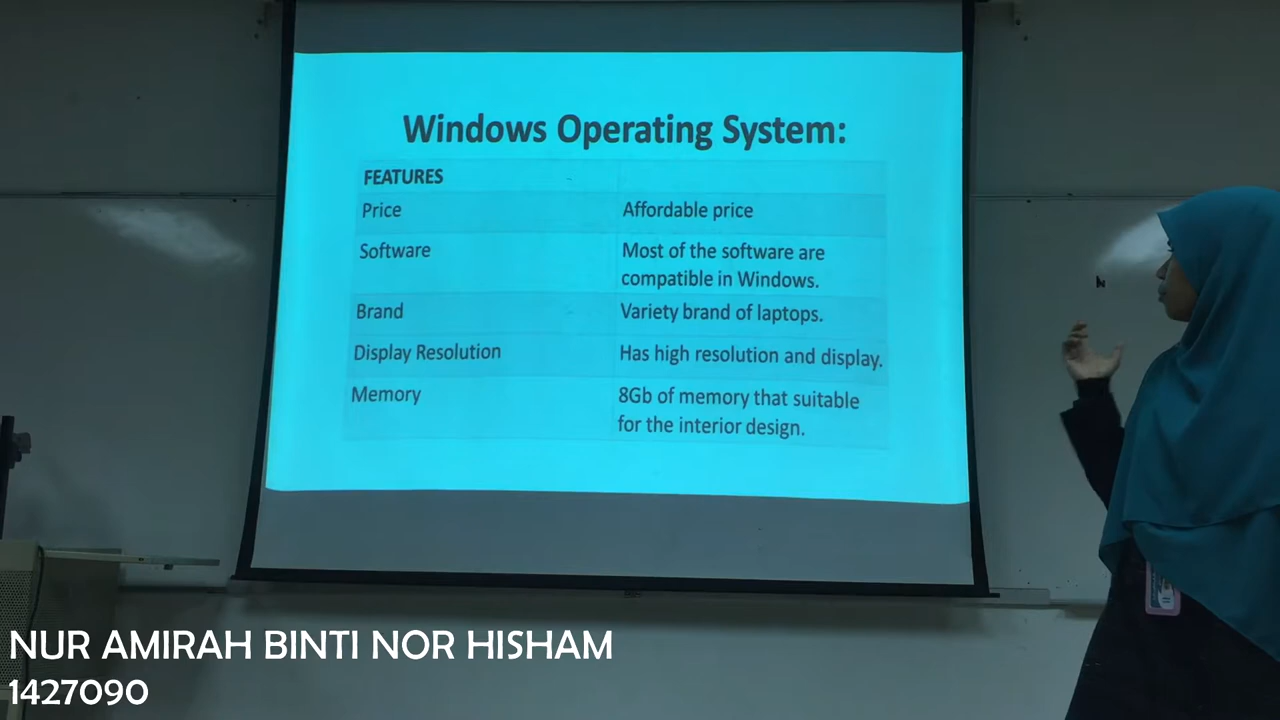 Windows Operating System:
FEATURES
Price
Affordable price
Software
Most of the software are
compatible in Windows.
Brand
Variety brand of laptops.
Display Resolution
Has high resolution and display.
Memory
8Gb of memory that suitable
for the interior design.
NUR AMIRAH BINTI NOR HISHAM
1427090